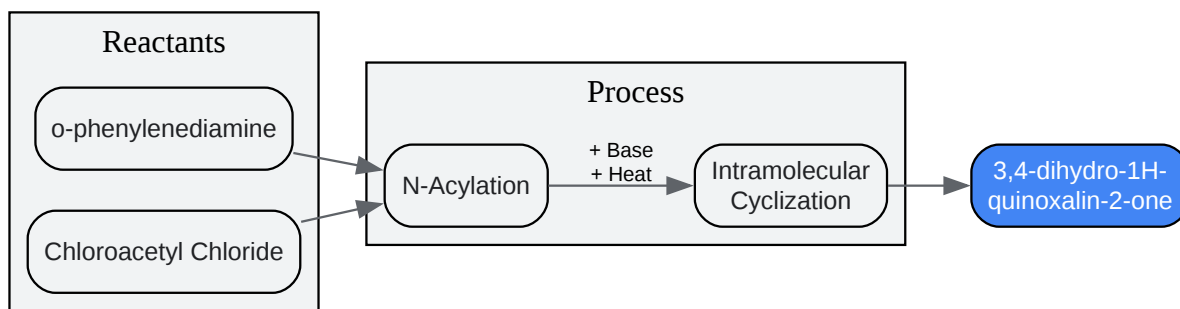 Reactants
o-phenylenediamine
Chloroacetyl Chloride
Process
N-Acylation
+ Base
+ Heat
Intramolecular
Cyclization
3,4-dihydro-1H-
quinoxalin-2-one